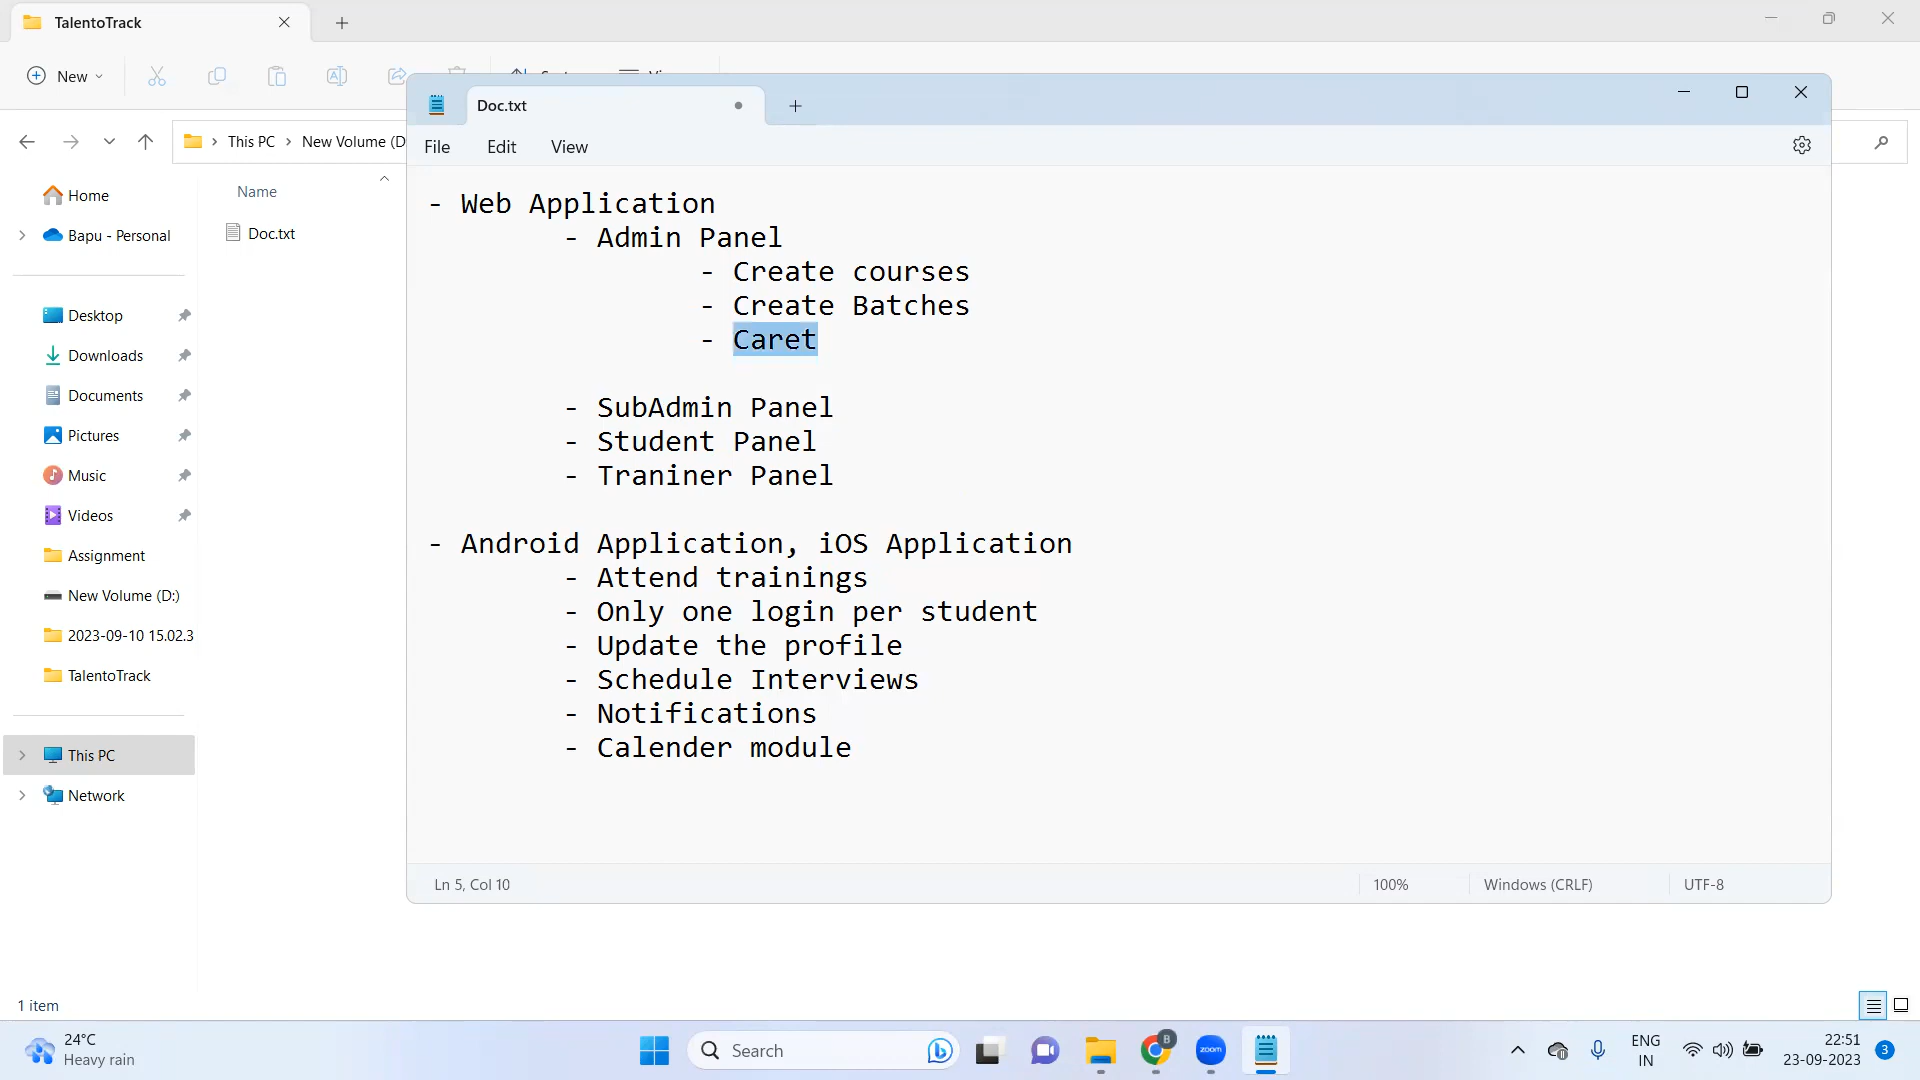 TalentoTrack
New
This PC > New Volume (D
Name
Doc.txt
1 item
Home
Bapu - Personal
Desktop
Downloads
Documents
Pictures
Music
Videos
Assignment
New Volume (D:)
2023-09-10 15.02.3
TalentoTrack
This PC
Network
Doc.txt
File Edit View
- Web Application
- Admin Panel
- Create courses
- Create Batches
- Caret
- SubAdmin Panel
- Student Panel
- Traniner Panel
- Android Application, iOS Application
- Attend trainings
- Only one login per student
- Update the profile
- Schedule Interviews
- Notifications
- Calender module
Ln 5, Col 10 100% Windows (CRLF) UTF-8
24°C
Heavy rain
Search
B
zoom
ENG
IN
22:51
23-09-2023
3